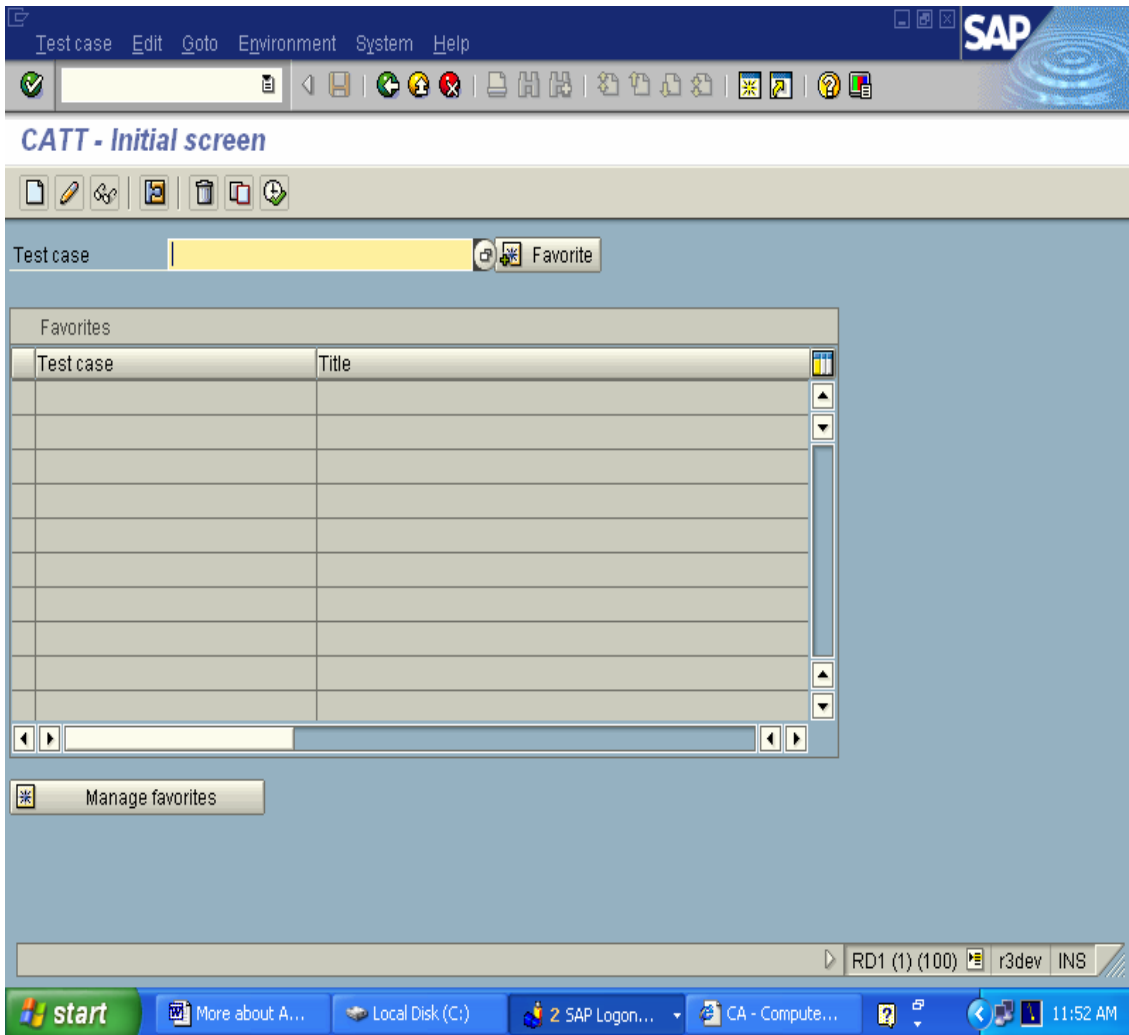 Test case Edit Goto Environment System Help
SAP
CATT - Initial screen
Test case Favorite
Favorites
Test case Title
Manage favorites
RD1 (1) (100) r3dev INS
start More about A... Local Disk (C:) 2 SAP Logon... CA - Compute... 11:52 AM